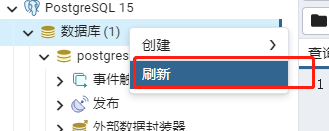 PostgreSQL 15
数据库 (1)
创建
postgres
刷新
查询
1
事件触
发布
外部数据封装器